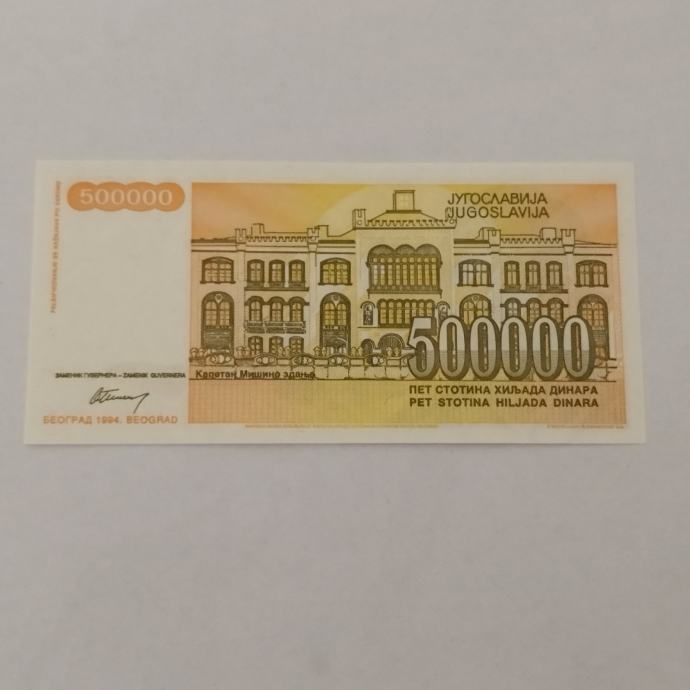 500000
ЈУГОСЛАВИЈА
JUGOSLAVIJA
500000
ЗАМЕНИК ГУВЕРНЕРА - ZAMENIK GUVERNERA
Капетан Мишино здање
ПЕТ СТОТИНА ХИЉАДА ДИНАРА
PET STOTINA HILJADA DINARA
БЕОГРАД 1994. BEOGRAD